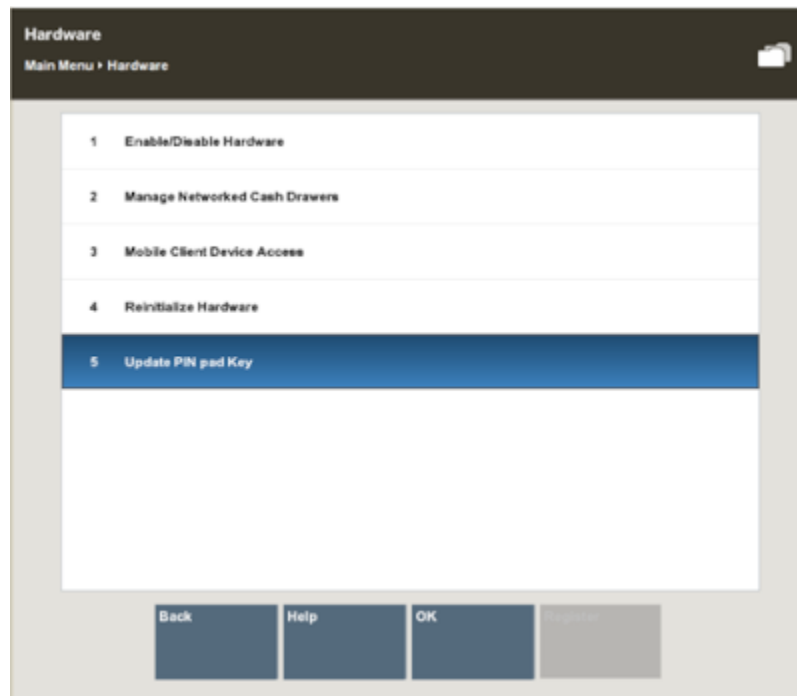 Hardware
Main Menu ▸ Hardware
1 Enable/Disable Hardware
2 Manage Networked Cash Drawers
3 Mobile Client Device Access
4 Reinitialize Hardware
5 Update PIN pad Key
Back Help OK Register